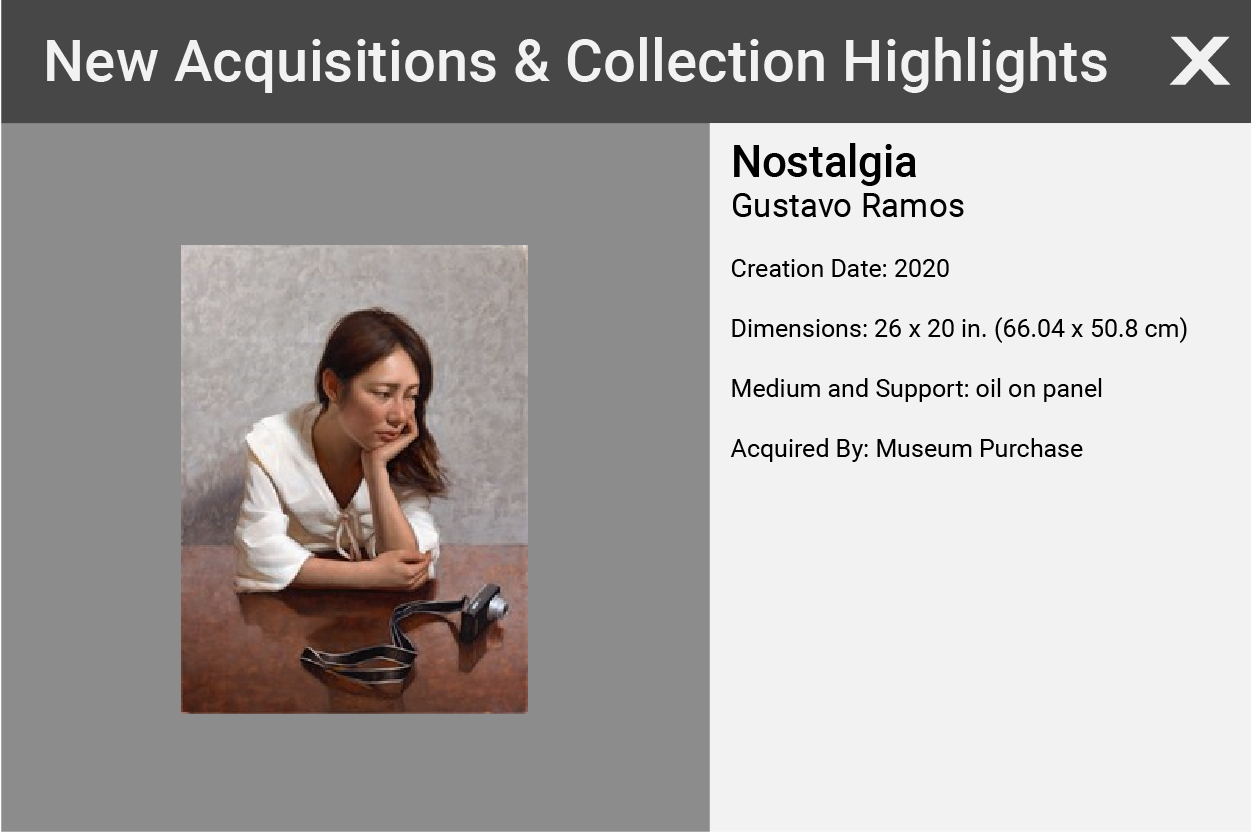 New Acquisitions & Collection Highlights X
Nostalgia
Gustavo Ramos
Creation Date: 2020
Dimensions: 26 x 20 in. (66.04 x 50.8 cm)
Medium and Support: oil on panel
Acquired By: Museum Purchase